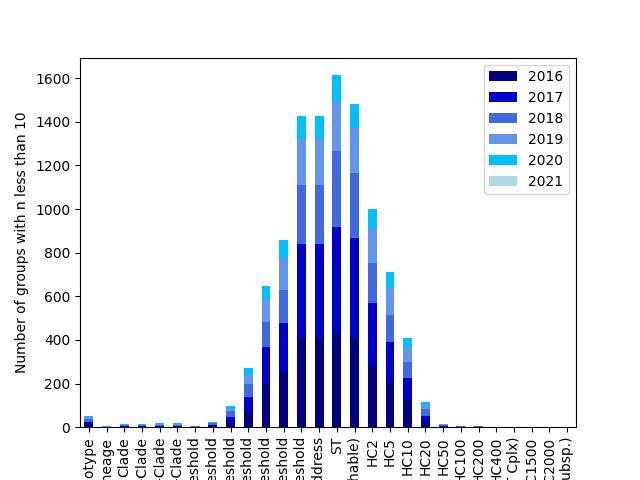 Number of groups with n less than 10
1600
1400
1200
1000
800
600
400
200
0
2016
2017
2018
2019
2020
2021
otype
neage
Clade
-Clade
-Clade
-Clade
eshold
eshold
eshold
eshold
eshold
eshold
eshold
ddress
ST
hable)
HC2
HC5
HC10
HC20
HC50
HC100
HC200
HC400
Cplx)
C1500
C2000
ubsp.)